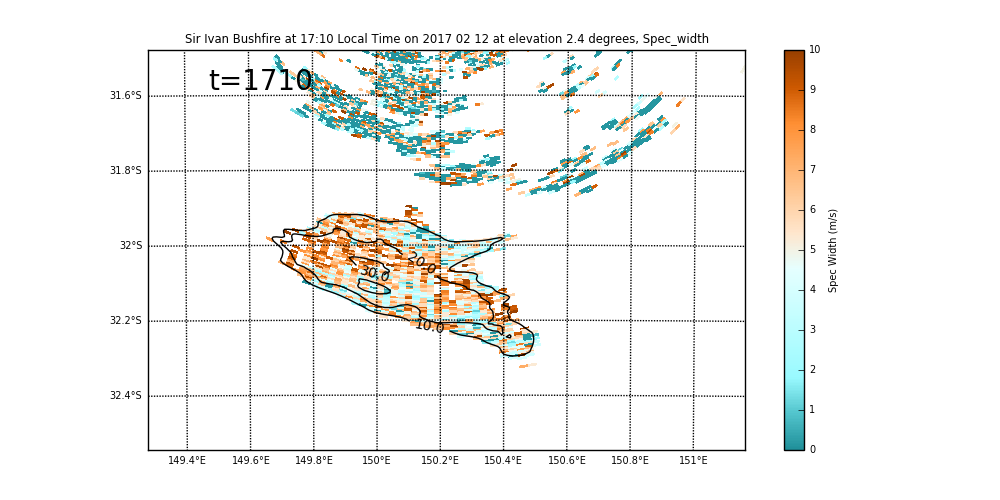 Sir Ivan Bushfire at 17:10 Local Time on 2017 02 12 at elevation 2.4 degrees, Spec_width
t=1710
31.6°S
31.8°S
32°S
32.2°S
32.4°S
20.0
30.0
10.0
149.4°E 149.6°E 149.8°E 150°E 150.2°E 150.4°E 150.6°E 150.8°E 151°E
10
9
8
7
6
5
4
3
2
1
0
Spec Width (m/s)